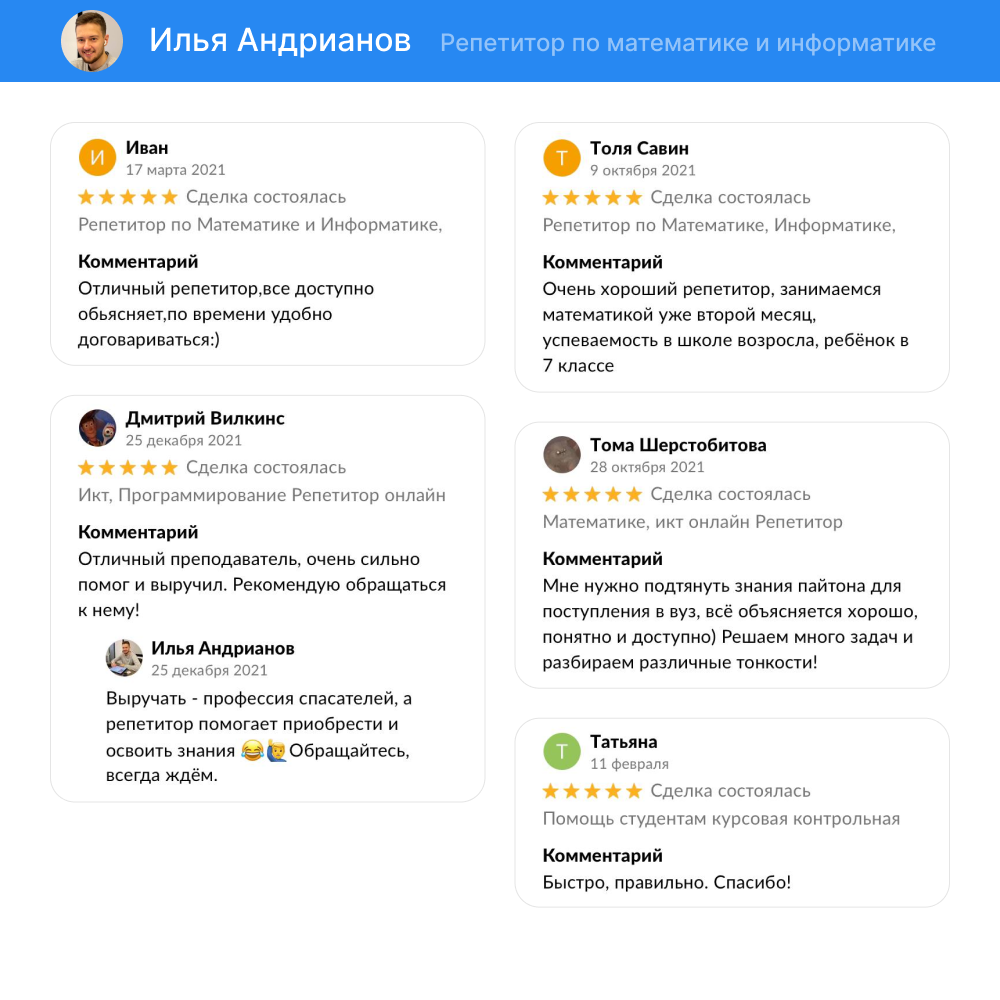 Илья Андрианов
Репетитор по математике и информатике
И
Иван
17 марта 2021
Сделка состоялась
Репетитор по Математике и Информатике,
Комментарий
Отличный репетитор,все доступно
обьясняет,по времени удобно
договариваться:)
Дмитрий Вилкинс
25 декабря 2021
Сделка состоялась
Икт, Программирование Репетитор онлайн
Комментарий
Отличный преподаватель, очень сильно
помог и выручил. Рекомендую обращаться
к нему!
Илья Андрианов
25 декабря 2021
Выручать - профессия спасателей, а
репетитор помогает приобрести и
освоить знания 😂🙋‍♂️Обращайтесь,
всегда ждём.
Т
Толя Савин
9 октября 2021
Сделка состоялась
Репетитор по Математике, Информатике,
Комментарий
Очень хороший репетитор, занимаемся
математикой уже второй месяц,
успеваемость в школе возросла, ребёнок в
7 классе
Тома Шерстобитова
28 октября 2021
Сделка состоялась
Математике, икт онлайн Репетитор
Комментарий
Мне нужно подтянуть знания пайтона для
поступления в вуз, всё объясняется хорошо,
понятно и доступно) Решаем много задач и
разбираем различные тонкости!
Т
Татьяна
11 февраля
Сделка состоялась
Помощь студентам курсовая контрольная
Комментарий
Быстро, правильно. Спасибо!